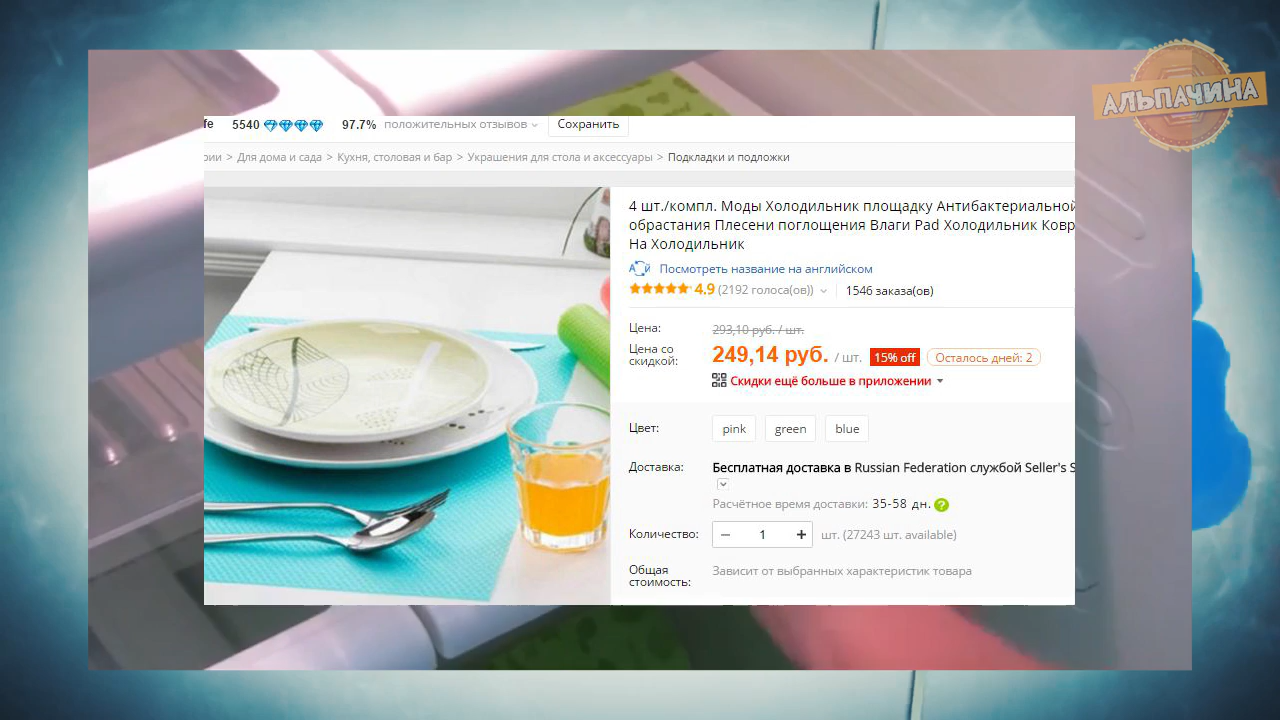 АЛЬПАЧИНА
fe 5540 97.7% положительных отзывов Сохранить
рии > Для дома и сада > Кухня, столовая и бар > Украшения для стола и аксессуары > Подкладки и подложки
4 шт./компл. Моды Холодильник площадку Антибактериальной
обрастания Плесени поглощения Влаги Pad Холодильник Ковр
На Холодильник
Посмотреть название на английском
4.9 (2192 голоса(ов)) 1546 заказа(ов)
Цена: 293,10 руб. / шт.
Цена со скидкой: 249,14 руб. / шт. 15% off Осталось дней: 2
Скидки ещё больше в приложении
Цвет: pink green blue
Доставка: Бесплатная доставка в Russian Federation службой Seller's S
Расчётное время доставки: 35-58 дн. ?
Количество: − 1 + шт. (27243 шт. available)
Общая стоимость: Зависит от выбранных характеристик товара